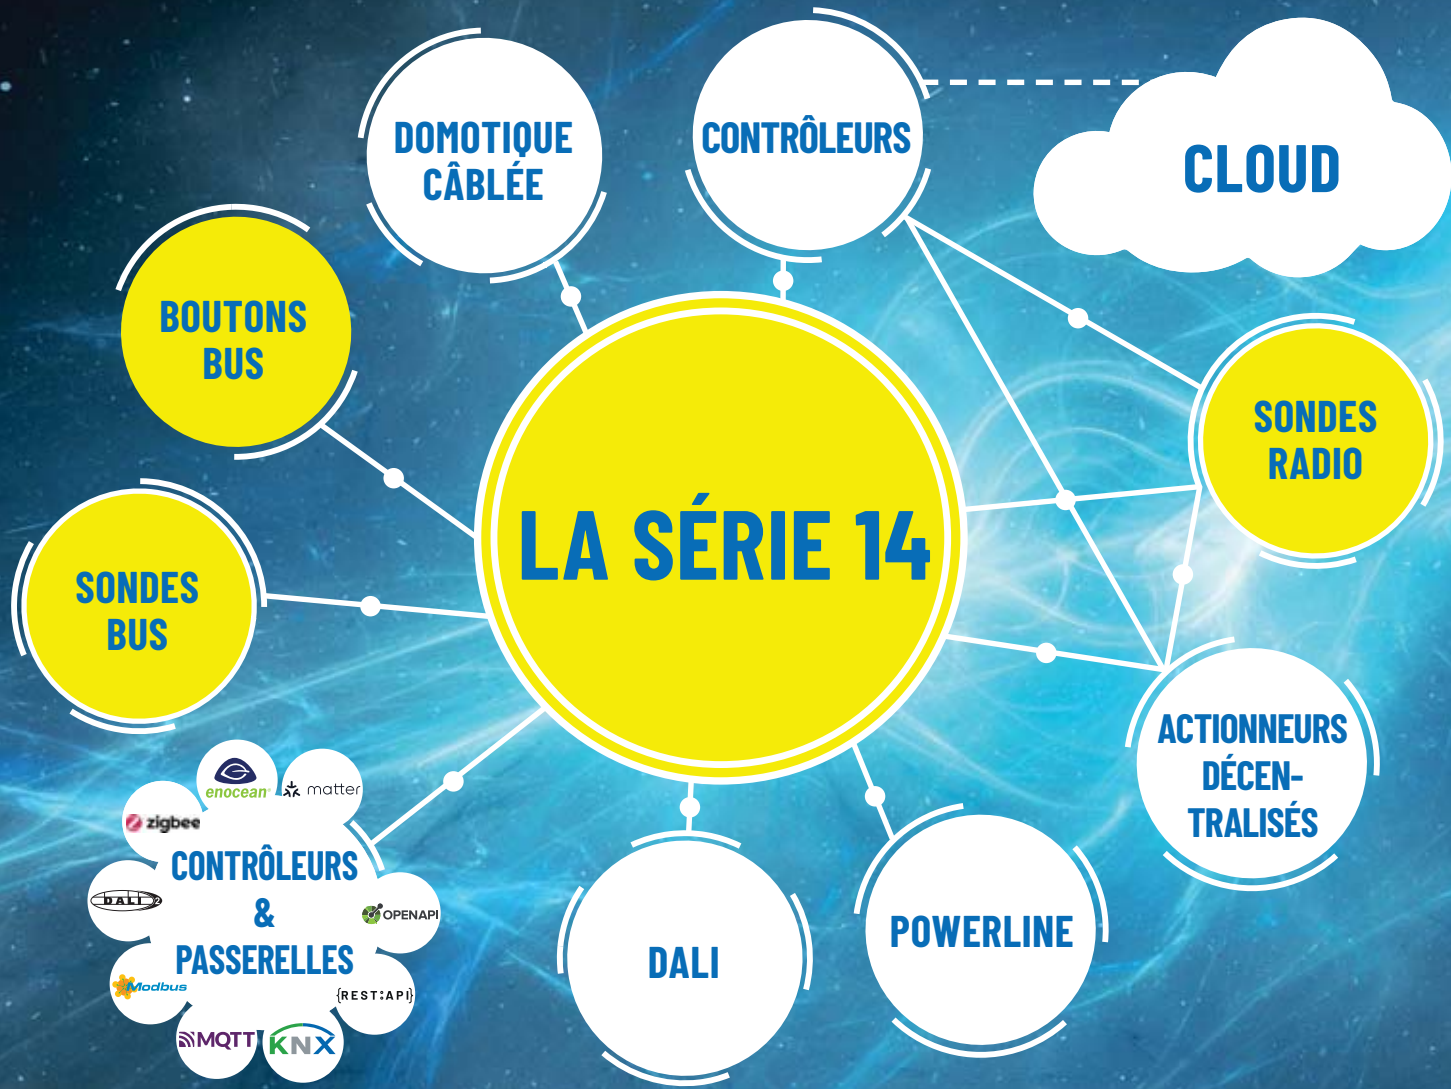 DOMOTIQUE
CÂBLÉE
CONTRÔLEURS
CLOUD
BOUTONS
BUS
SONDES
RADIO
LA SÉRIE 14
SONDES
BUS
ACTIONNEURS
DÉCEN-
TRALISÉS
enocean
matter
zigbee
CONTRÔLEURS
&
PASSERELLES
DALI 2
OPENAPI
Modbus
{REST:API}
MQTT
KNX
DALI
POWERLINE